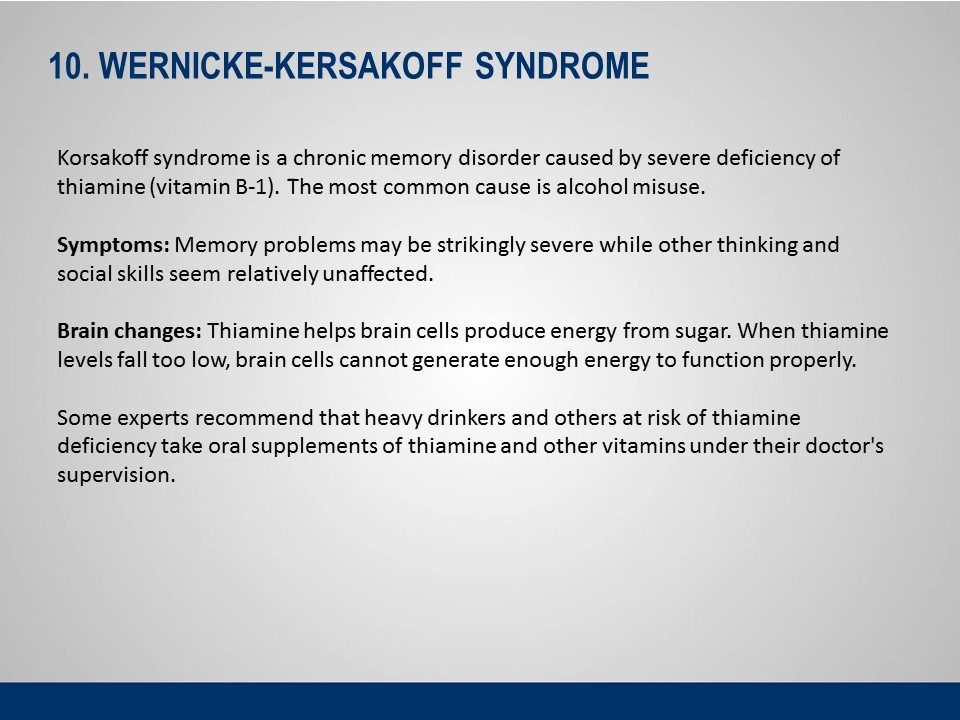 10. WERNICKE-KERSAKOFF SYNDROME
Korsakoff syndrome is a chronic memory disorder caused by severe deficiency of
thiamine (vitamin B-1). The most common cause is alcohol misuse.
Symptoms: Memory problems may be strikingly severe while other thinking and
social skills seem relatively unaffected.
Brain changes: Thiamine helps brain cells produce energy from sugar. When thiamine
levels fall too low, brain cells cannot generate enough energy to function properly.
Some experts recommend that heavy drinkers and others at risk of thiamine
deficiency take oral supplements of thiamine and other vitamins under their doctor's
supervision.